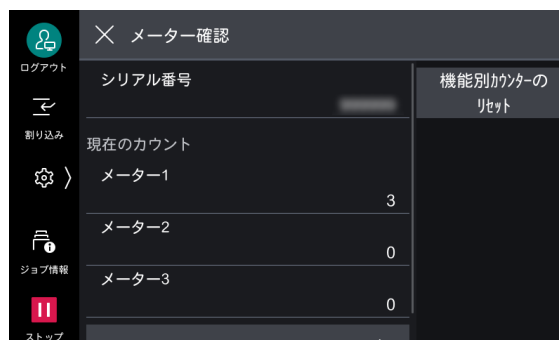 メーター確認
ログアウト
シリアル番号
機能別ｶｳﾝﾀｰの
ﾘｾｯﾄ
割り込み
現在のカウント
メーター1
3
メーター2
0
ジョブ情報
メーター3
0
ストップ